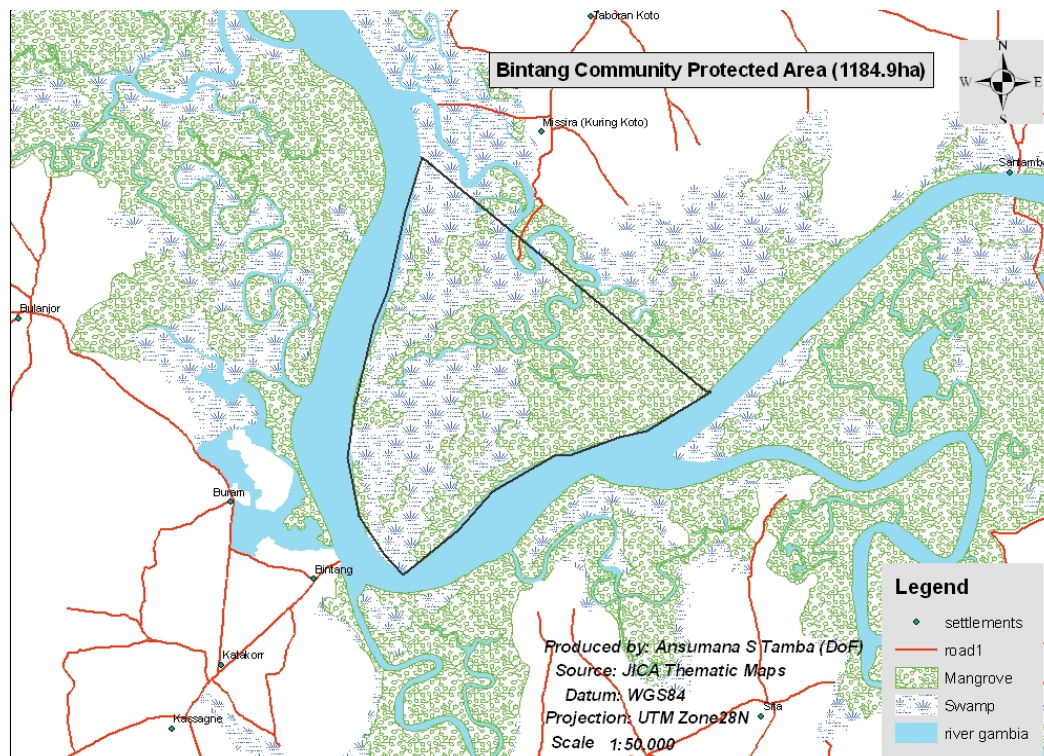 Taboran Koto
Bintang Community Protected Area (1184.9ha)
N
W E
S
Missira (Kuring Koto)
Santamba
Bulanjor
Buram
Bintang
Katakorr
Kassagne
Sita
Produced by: Ansumana S Tamba (DoF)
Source: JICA Thematic Maps
Datum: WGS84
Projection: UTM Zone28N
Scale 1:50,000
Legend
settlements
road1
Mangrove
Swamp
river gambia